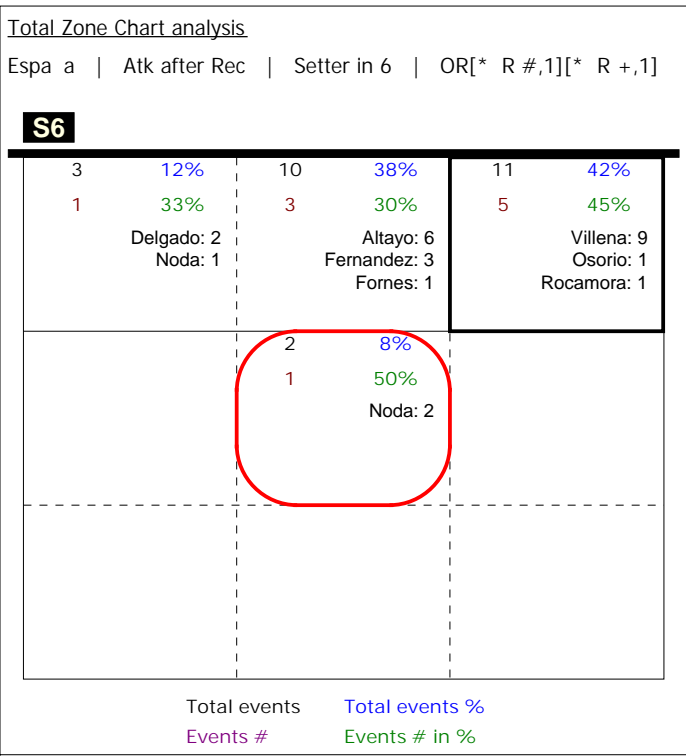 Total Zone Chart analysis
Espa a | Atk after Rec | Setter in 6 | OR[* R #,1][* R +,1]
S6
3 12% 10 38% 11 42%
1 33% 3 30% 5 45%
Delgado: 2 Altayo: 6 Villena: 9
Noda: 1 Fernandez: 3 Osorio: 1
Fornes: 1 Rocamora: 1
2 8%
1 50%
Noda: 2
Total events Total events %
Events # Events # in %